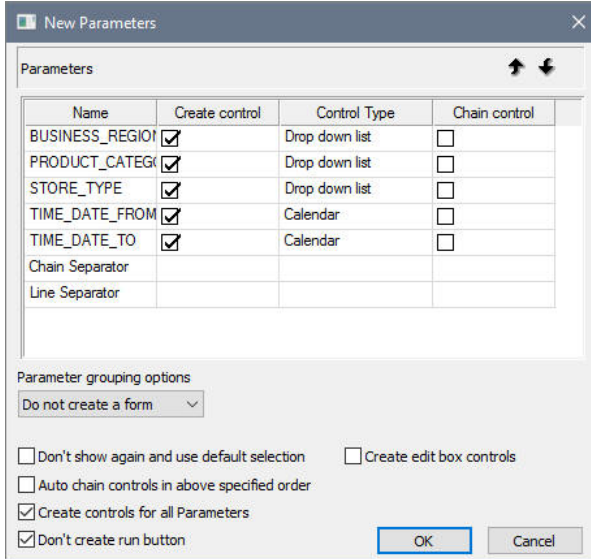 New Parameters
Parameters
Name Create control Control Type Chain control
BUSINESS_REGION Drop down list
PRODUCT_CATEG Drop down list
STORE_TYPE Drop down list
TIME_DATE_FROM Calendar
TIME_DATE_TO Calendar
Chain Separator
Line Separator
Parameter grouping options
Do not create a form
Don't show again and use default selection Create edit box controls
Auto chain controls in above specified order
Create controls for all Parameters
Don't create run button OK Cancel